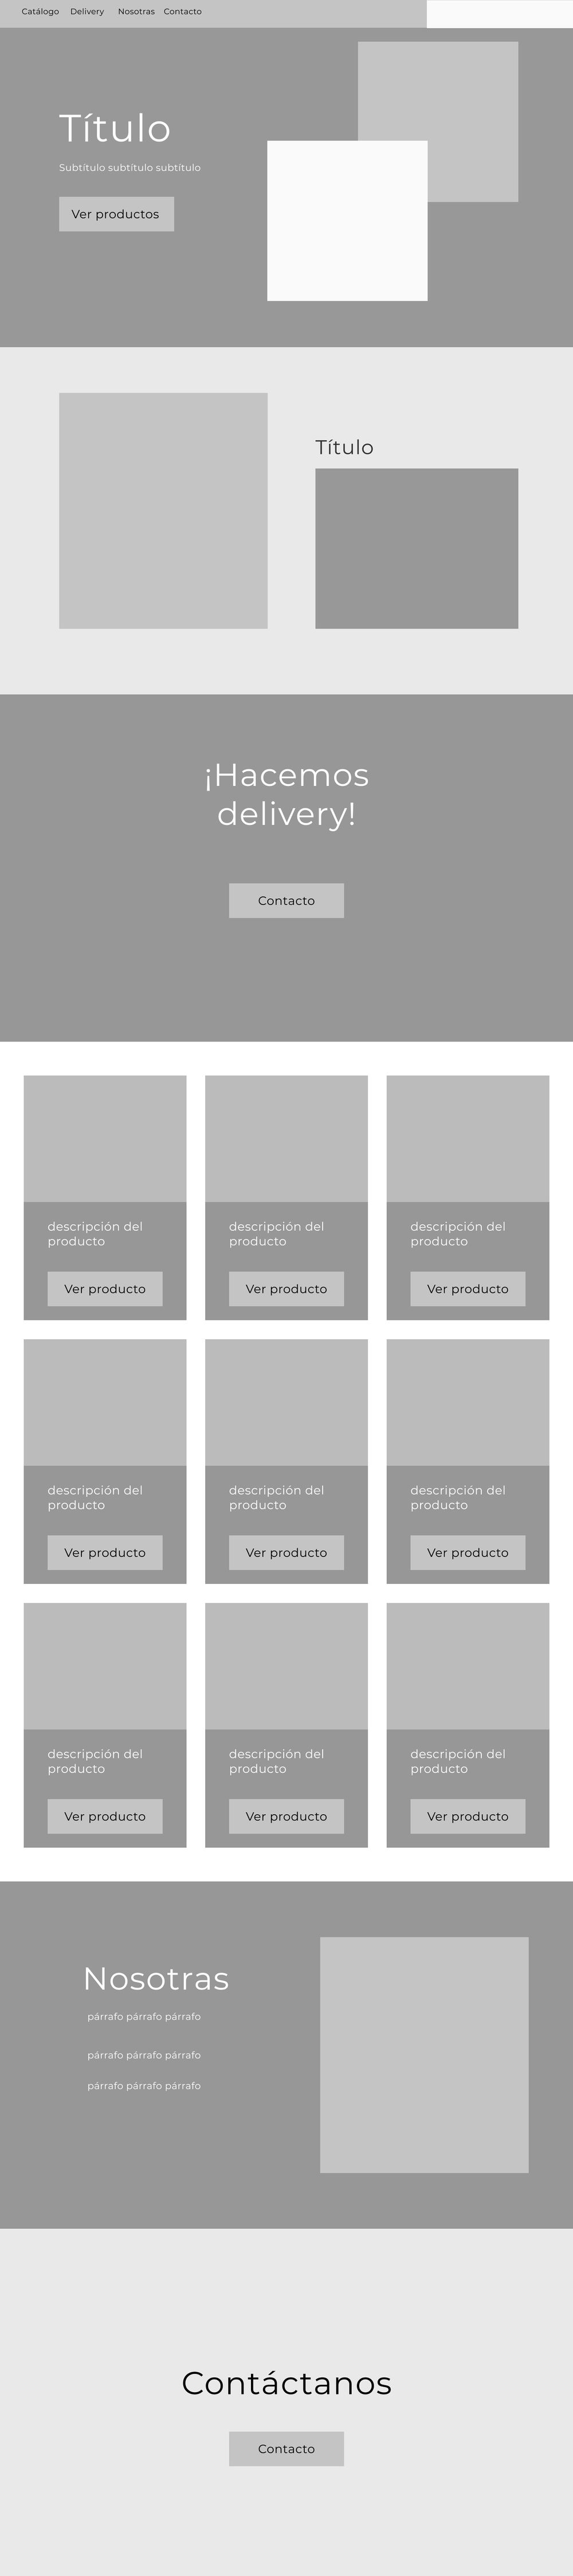 Catálogo Delivery Nosotras Contacto
Título
Subtítulo subtítulo subtítulo
Ver productos
Título
¡Hacemos
delivery!
Contacto
descripción del
producto
Ver producto
descripción del
producto
Ver producto
descripción del
producto
Ver producto
descripción del
producto
Ver producto
descripción del
producto
Ver producto
descripción del
producto
Ver producto
descripción del
producto
Ver producto
descripción del
producto
Ver producto
descripción del
producto
Ver producto
Nosotras
párrafo párrafo párrafo
párrafo párrafo párrafo
párrafo párrafo párrafo
Contáctanos
Contacto